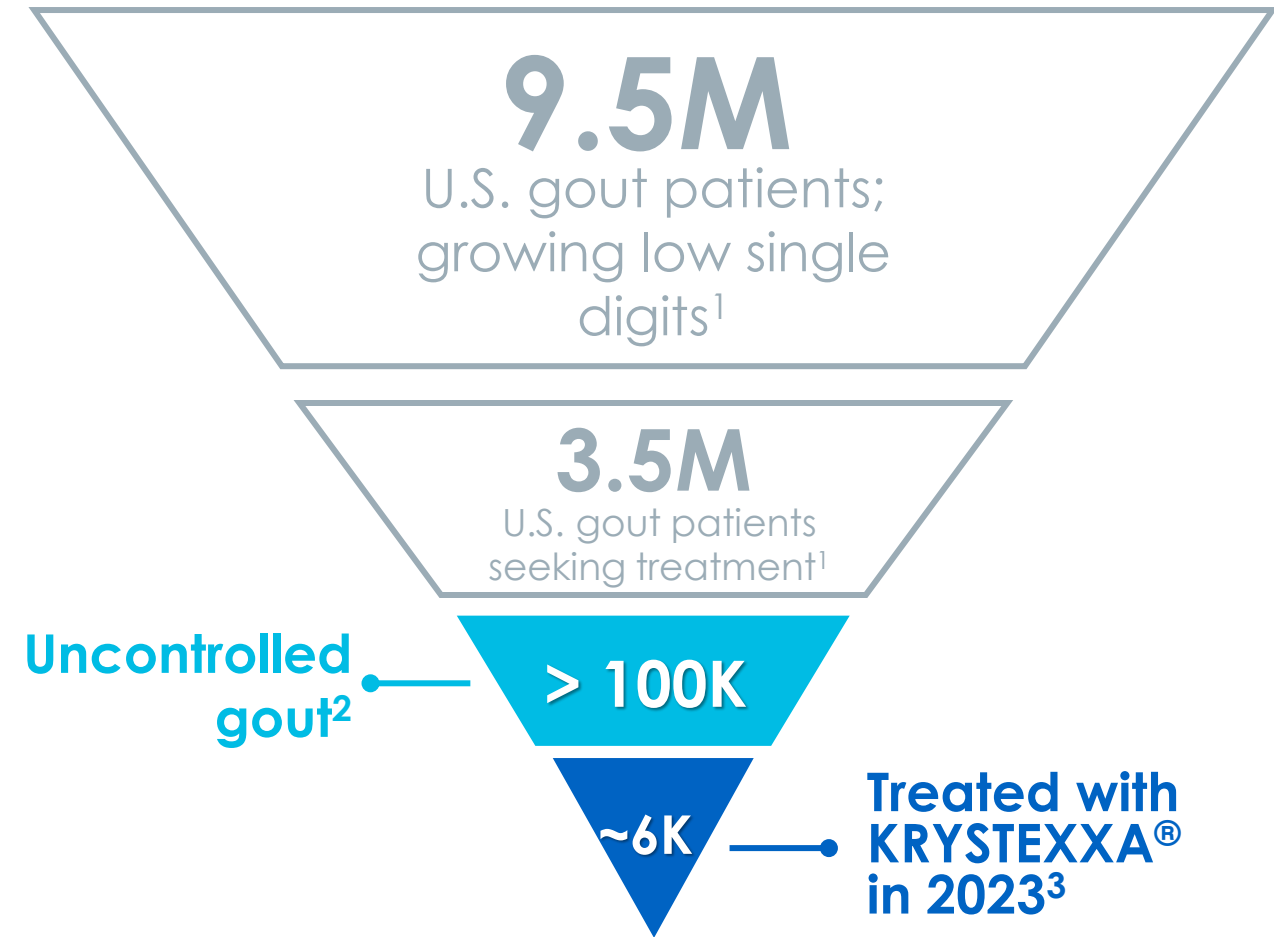 9.5M
U.S. gout patients;
growing low single
digits¹
3.5M
U.S. gout patients
seeking treatment¹
Uncontrolled
gout²
> 100K
~6K
Treated with
KRYSTEXXA®
in 2023³